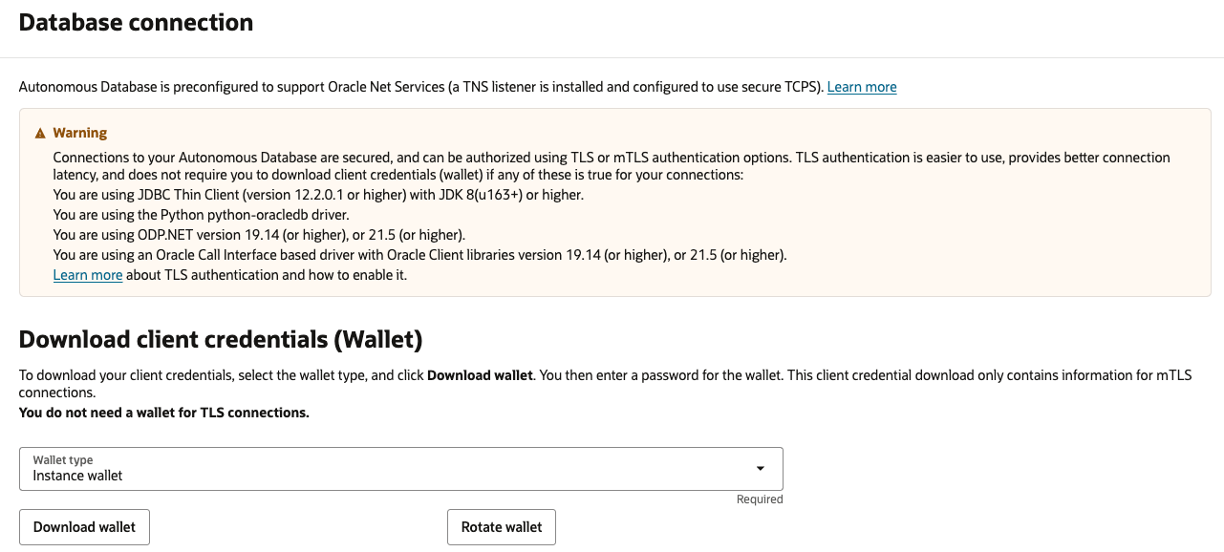 Database connection
Autonomous Database is preconfigured to support Oracle Net Services (a TNS listener is installed and configured to use secure TCPS). Learn more
Warning
Connections to your Autonomous Database are secured, and can be authorized using TLS or mTLS authentication options. TLS authentication is easier to use, provides better connection
latency, and does not require you to download client credentials (wallet) if any of these is true for your connections:
You are using JDBC Thin Client (version 12.2.0.1 or higher) with JDK 8(u163+) or higher.
You are using the Python python-oracledb driver.
You are using ODP.NET version 19.14 (or higher), or 21.5 (or higher).
You are using an Oracle Call Interface based driver with Oracle Client libraries version 19.14 (or higher), or 21.5 (or higher).
Learn more about TLS authentication and how to enable it.
Download client credentials (Wallet)
To download your client credentials, select the wallet type, and click Download wallet. You then enter a password for the wallet. This client credential download only contains information for mTLS
connections.
You do not need a wallet for TLS connections.
Wallet type
Instance wallet
Required
Download wallet
Rotate wallet